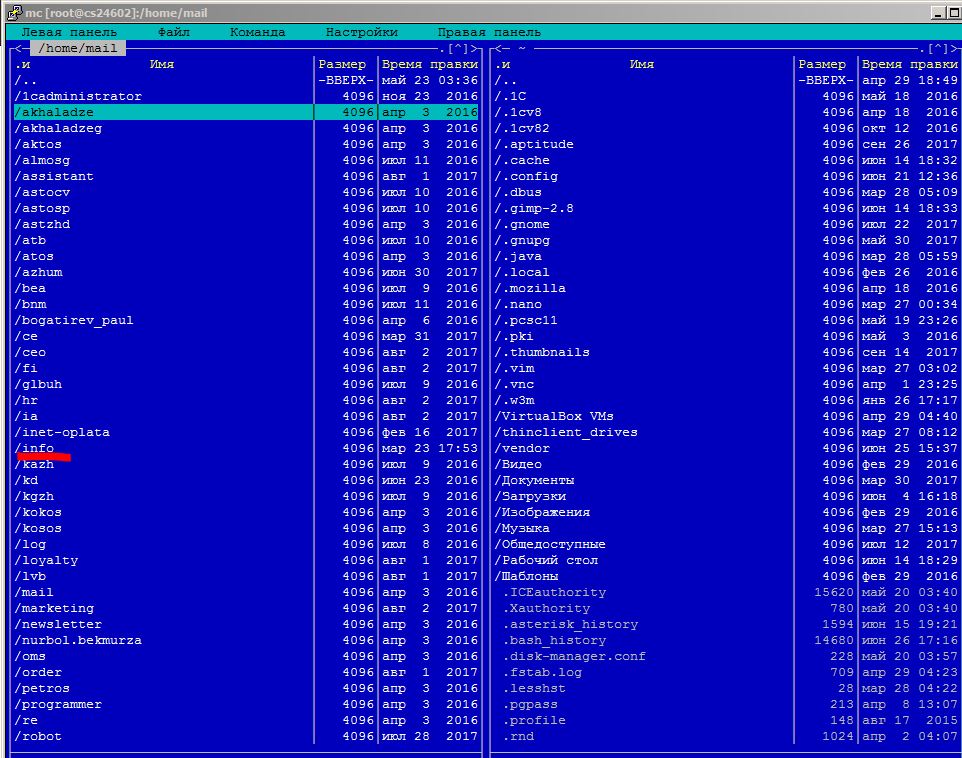 mc [root@cs24602]:/home/mail
Левая панель Файл Команда Настройки Правая панель
<─ /home/mail .[^]> <─ ~ .[^]>
.и Имя Размер Время правки .и Имя Размер Время правки
/.. -ВВЕРХ- май 23 03:36 /.. -ВВЕРХ- апр 29 18:49
/1cadministrator 4096 ноя 23 2016 /.1C 4096 май 18 2016
/akhaladze 4096 апр 3 2016 /.1cv8 4096 апр 18 2016
/akhaladzeg 4096 апр 3 2016 /.1cv82 4096 окт 12 2016
/aktos 4096 апр 3 2016 /.aptitude 4096 сен 26 2017
/almosg 4096 июл 11 2016 /.cache 4096 июн 14 18:32
/assistant 4096 авг 1 2017 /.config 4096 июн 21 12:36
/astocv 4096 июл 10 2016 /.dbus 4096 мар 28 05:09
/astosp 4096 июл 10 2016 /.gimp-2.8 4096 июн 14 18:33
/astzhd 4096 апр 3 2016 /.gnome 4096 июл 22 2017
/atb 4096 июл 10 2016 /.gnupg 4096 май 30 2017
/atos 4096 апр 3 2016 /.java 4096 мар 28 05:59
/azhum 4096 июн 30 2017 /.local 4096 фев 26 2016
/bea 4096 июл 9 2016 /.mozilla 4096 апр 18 2016
/bnm 4096 июл 11 2016 /.nano 4096 мар 27 00:34
/bogatirev_paul 4096 апр 6 2016 /.pcsc11 4096 май 19 23:26
/ce 4096 мар 31 2017 /.pki 4096 май 3 2016
/ceo 4096 авг 2 2017 /.thumbnails 4096 сен 14 2017
/fi 4096 авг 2 2017 /.vim 4096 мар 27 03:02
/glbuh 4096 июл 9 2016 /.vnc 4096 апр 1 23:25
/hr 4096 авг 2 2017 /.w3m 4096 янв 26 17:17
/ia 4096 авг 2 2017 /VirtualBox VMs 4096 апр 29 04:40
/inet-oplata 4096 фев 16 2017 /thinclient_drives 4096 мар 27 08:12
/info 4096 мар 23 17:53 /vendor 4096 июн 25 15:37
/kazh 4096 июл 9 2016 /Видео 4096 фев 29 2016
/kd 4096 июн 23 2016 /Документы 4096 мар 30 2017
/kgzh 4096 июл 9 2016 /Загрузки 4096 июн 4 16:18
/kokos 4096 апр 3 2016 /Изображения 4096 фев 29 2016
/kosos 4096 апр 3 2016 /Музыка 4096 мар 27 15:13
/log 4096 июл 8 2016 /Общедоступные 4096 июл 12 2017
/loyalty 4096 авг 1 2017 /Рабочий стол 4096 июн 14 18:29
/lvb 4096 авг 1 2017 /Шаблоны 4096 фев 29 2016
/mail 4096 апр 3 2016 .ICEauthority 15620 май 20 03:40
/marketing 4096 авг 2 2017 .Xauthority 780 май 20 03:40
/newsletter 4096 апр 3 2016 .asterisk_history 1594 июн 15 19:21
/nurbol.bekmurza 4096 апр 3 2016 .bash_history 14680 июн 26 17:16
/oms 4096 апр 3 2016 .disk-manager.conf 228 май 20 03:57
/order 4096 авг 1 2017 .fstab.log 709 апр 29 04:23
/petros 4096 апр 3 2016 .lesshst 28 мар 28 04:22
/programmer 4096 апр 3 2016 .pgpass 213 апр 8 13:07
/re 4096 апр 3 2016 .profile 148 авг 17 2015
/robot 4096 июл 28 2017 .rnd 1024 апр 2 04:07